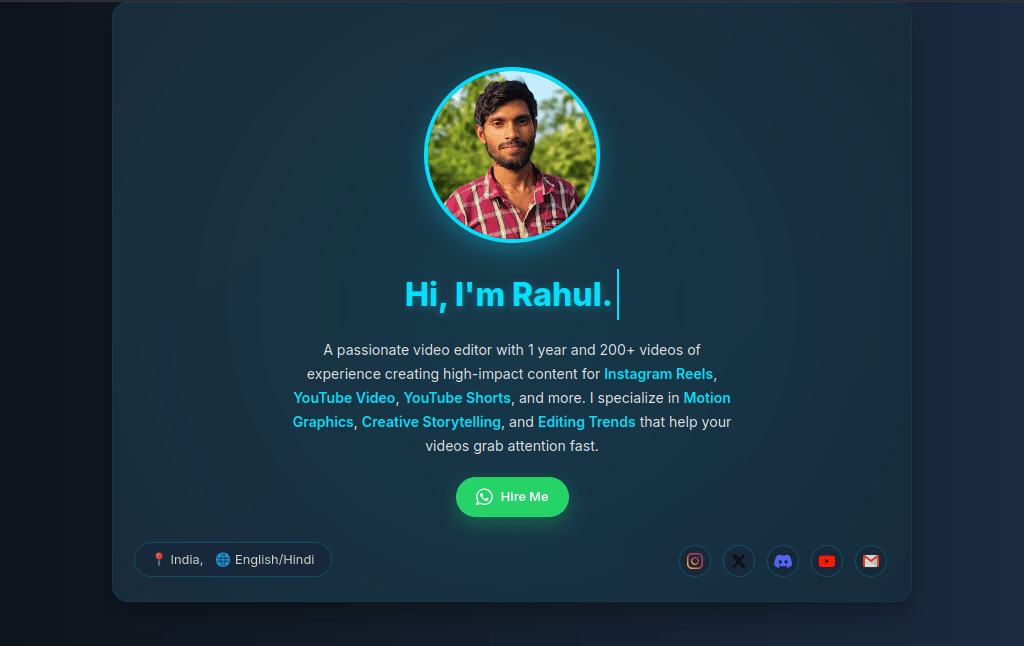 Hi, I'm Rahul.
A passionate video editor with 1 year and 200+ videos of
experience creating high-impact content for Instagram Reels,
YouTube Video, YouTube Shorts, and more. I specialize in Motion
Graphics, Creative Storytelling, and Editing Trends that help your
videos grab attention fast.
Hire Me
📍 India, 🌐 English/Hindi